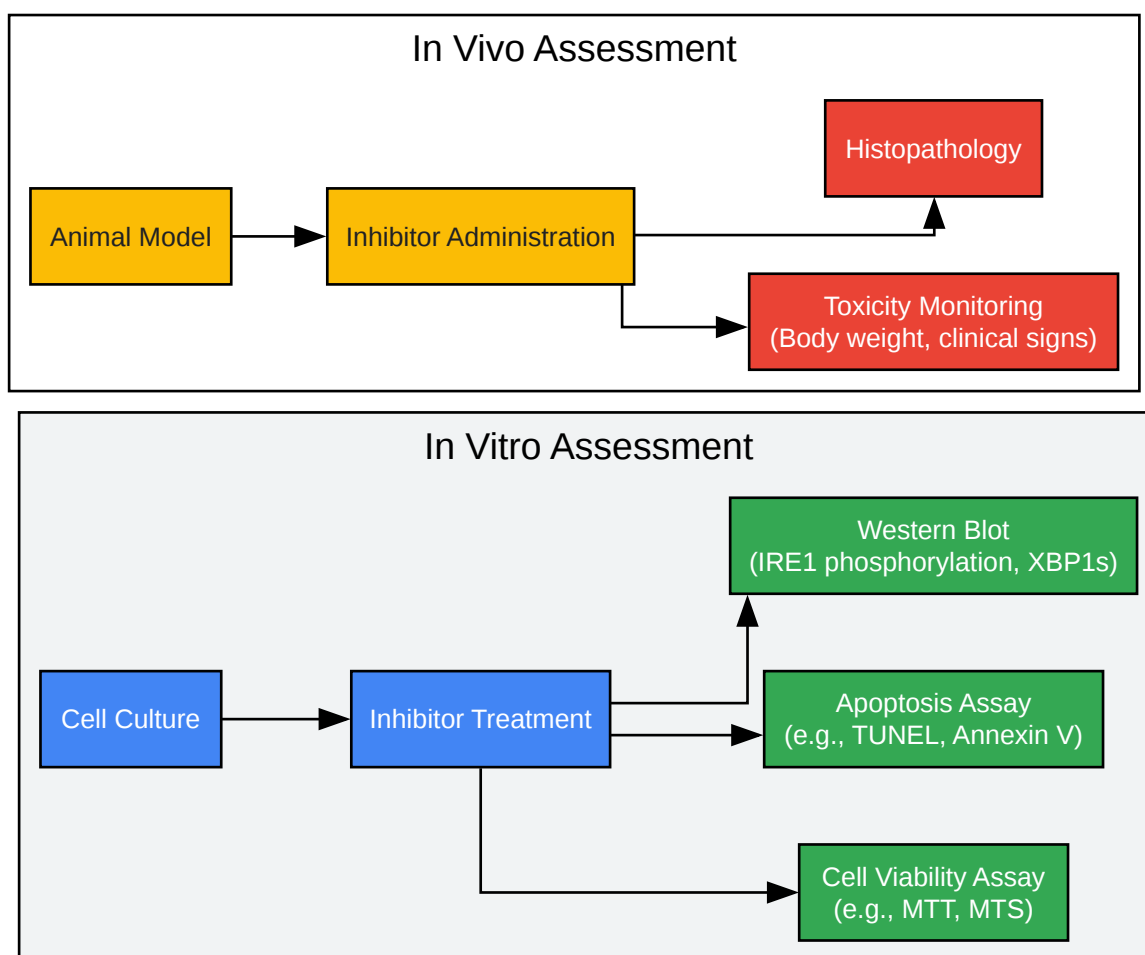 In Vivo Assessment
Histopathology
Animal Model
Inhibitor Administration
Toxicity Monitoring
(Body weight, clinical signs)
In Vitro Assessment
Western Blot
(IRE1 phosphorylation, XBP1s)
Cell Culture
Inhibitor Treatment
Apoptosis Assay
(e.g., TUNEL, Annexin V)
Cell Viability Assay
(e.g., MTT, MTS)